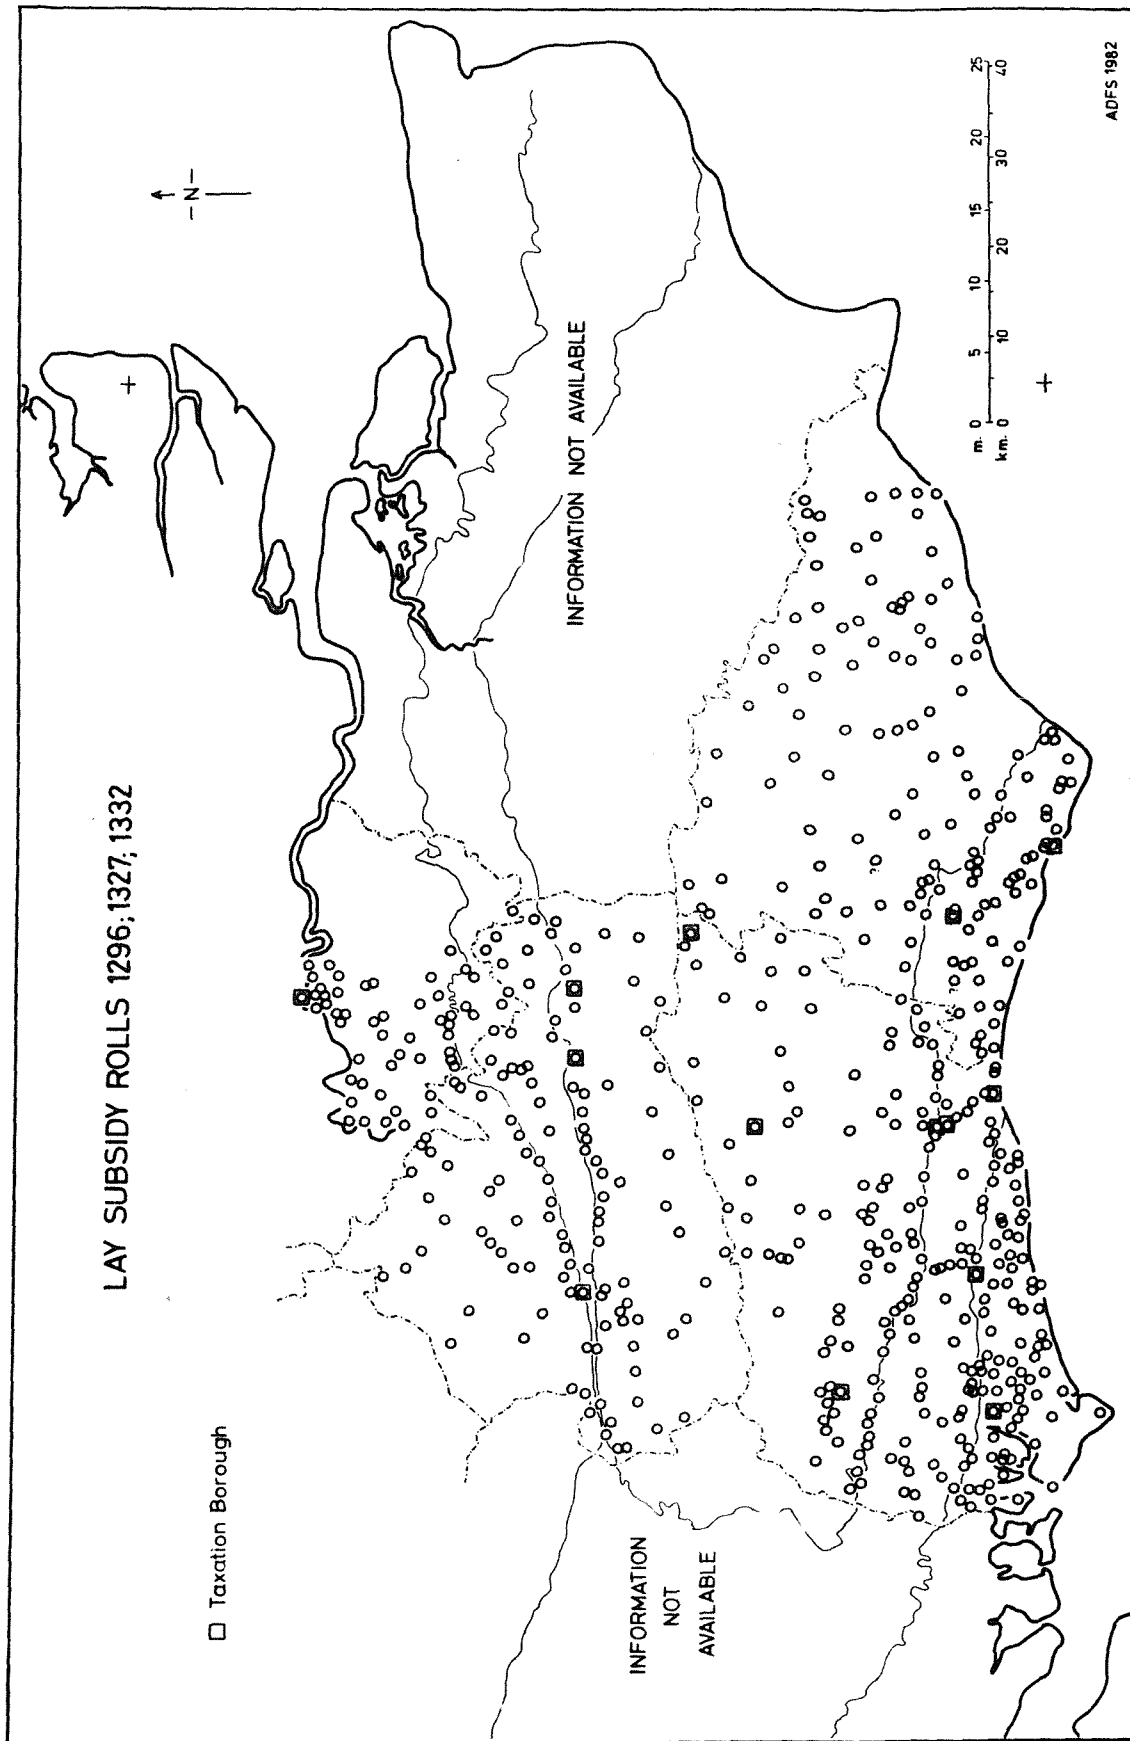 LAY SUBSIDY ROLLS 1296; 1327; 1332
-N-
□ Taxation Borough
INFORMATION NOT AVAILABLE
INFORMATION
NOT
AVAILABLE
m. 0 5 10 15 20 25
km. 0 10 20 30 40
ADFS 1982